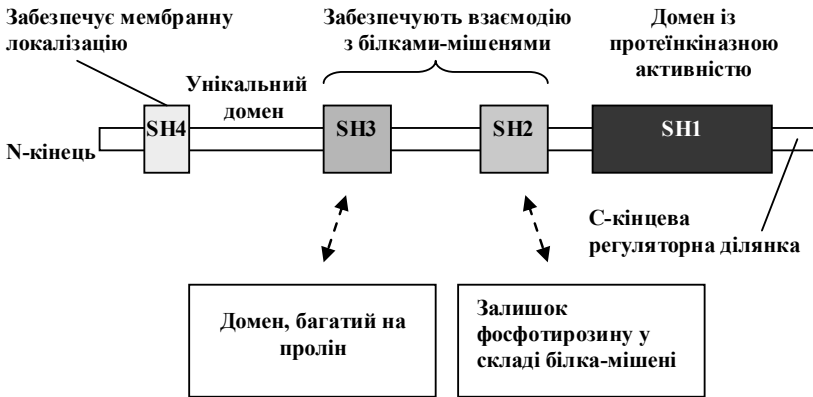 Забезпечує мембранну
локалізацію
Забезпечують взаємодію
з білками-мішенями
Домен із
протеїнкіназною
активністю
Унікальний
домен
SH4
SH3
SH2
SH1
N-кінець
С-кінцева
регуляторна ділянка
Домен, багатий на
пролін
Залишок
фосфотирозину у
складі білка-мішені